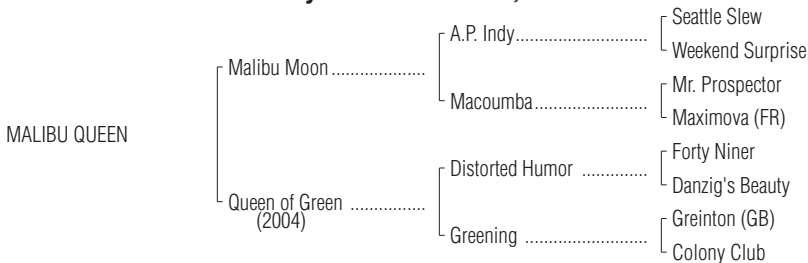 Seattle Slew
A.P. Indy
Weekend Surprise
Malibu Moon
Mr. Prospector
Macoumba
Maximova (FR)
MALIBU QUEEN
Forty Niner
Distorted Humor
Danzig's Beauty
Queen of Green
(2004)
Greinton (GB)
Greening
Colony Club